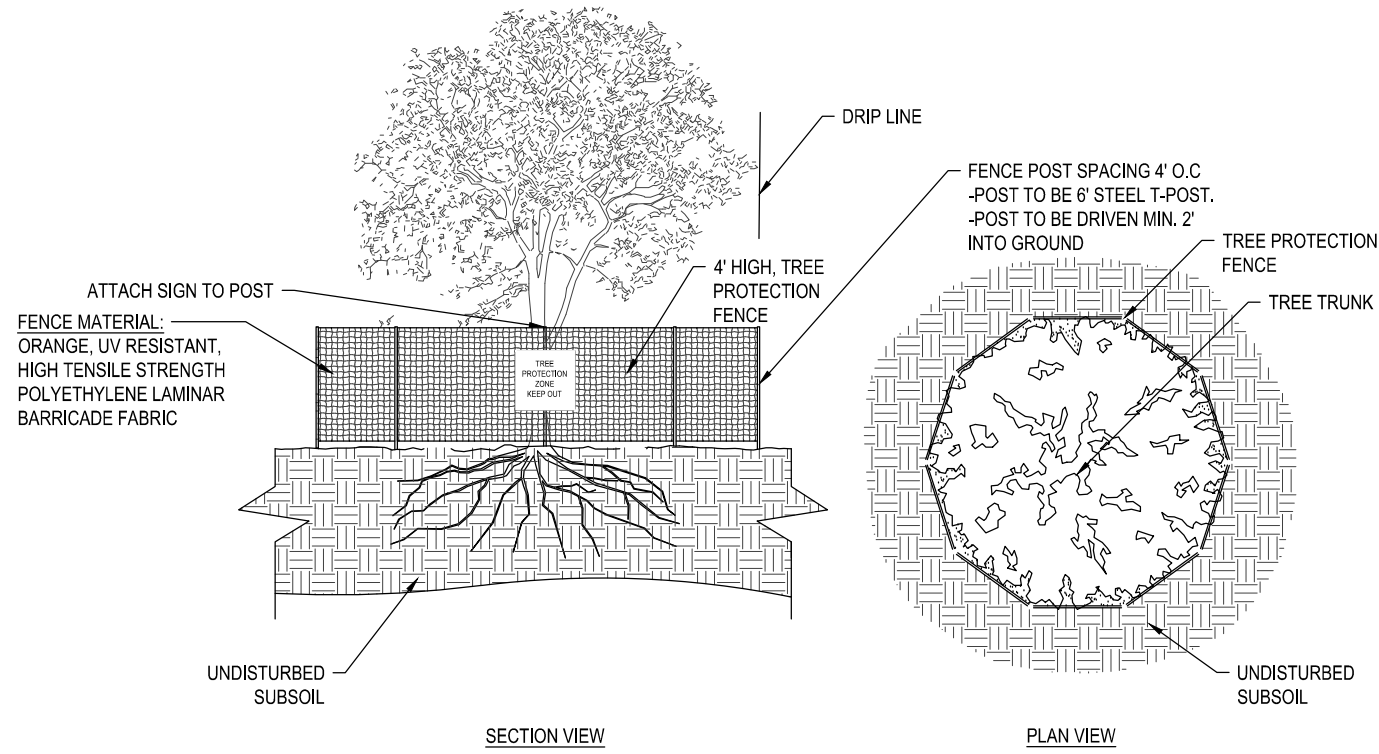 DRIP LINE
FENCE POST SPACING 4' O.C
-POST TO BE 6' STEEL T-POST.
-POST TO BE DRIVEN MIN. 2'
INTO GROUND
TREE PROTECTION
FENCE
TREE TRUNK
4' HIGH, TREE
PROTECTION
FENCE
ATTACH SIGN TO POST
FENCE MATERIAL:
ORANGE, UV RESISTANT,
HIGH TENSILE STRENGTH
POLYETHYLENE LAMINAR
BARRICADE FABRIC
TREE
PROTECTION
ZONE
KEEP OUT
UNDISTURBED
SUBSOIL
UNDISTURBED
SUBSOIL
SECTION VIEW
PLAN VIEW